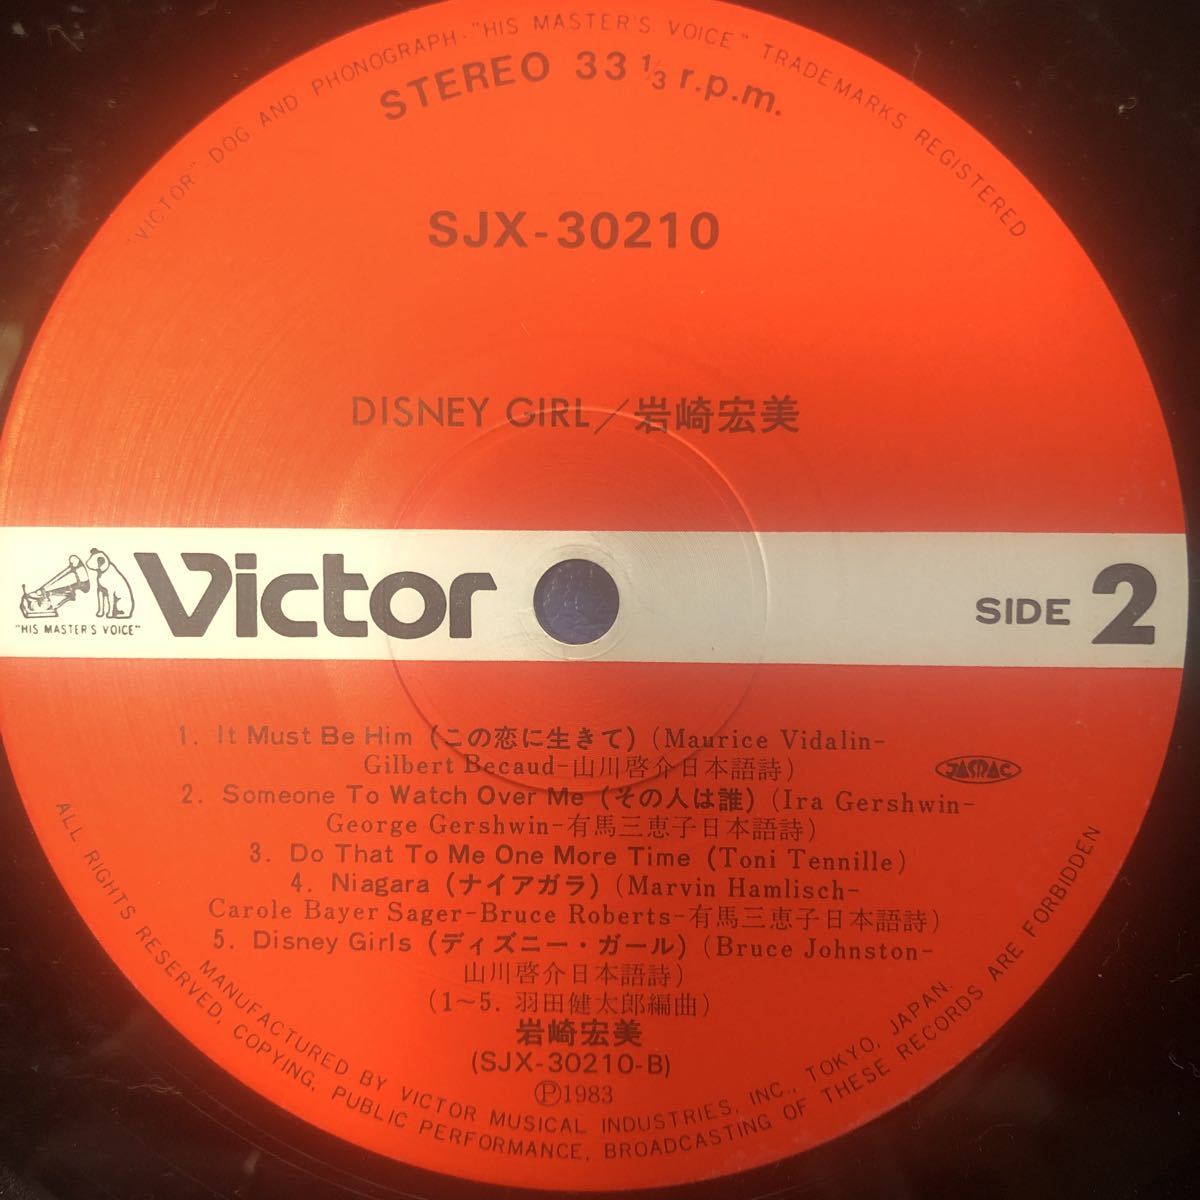 "VICTOR"-DOG AND PHONOGRAPH-"HIS MASTER'S VOICE" TRADEMARKS REGISTERED
STEREO 33 1/3 r.p.m.
SJX-30210
DISNEY GIRL/岩崎宏美
"HIS MASTER'S VOICE"
Victor
SIDE 2
1. It Must Be Him (この恋に生きて) (Maurice Vidalin-
Gilbert Becaud-山川啓介日本語詩)
JASRAC
2. Someone To Watch Over Me (その人は誰) (Ira Gershwin-
George Gershwin-有馬三恵子日本語詩)
3. Do That To Me One More Time (Toni Tennille)
4. Niagara (ナイアガラ) (Marvin Hamlisch-
Carole Bayer Sager-Bruce Roberts-有馬三恵子日本語詩)
5. Disney Girls (ディズニー・ガール) (Bruce Johnston-
山川啓介日本語詩)
(1~5. 羽田健太郎編曲)
岩崎宏美
(SJX-30210-B)
Ⓟ1983
MANUFACTURED BY VICTOR MUSICAL INDUSTRIES, INC., TOKYO, JAPAN.
ALL RIGHTS RESERVED, COPYING, PUBLIC PERFORMANCE, BROADCASTING OF THESE RECORDS ARE FORBIDDEN